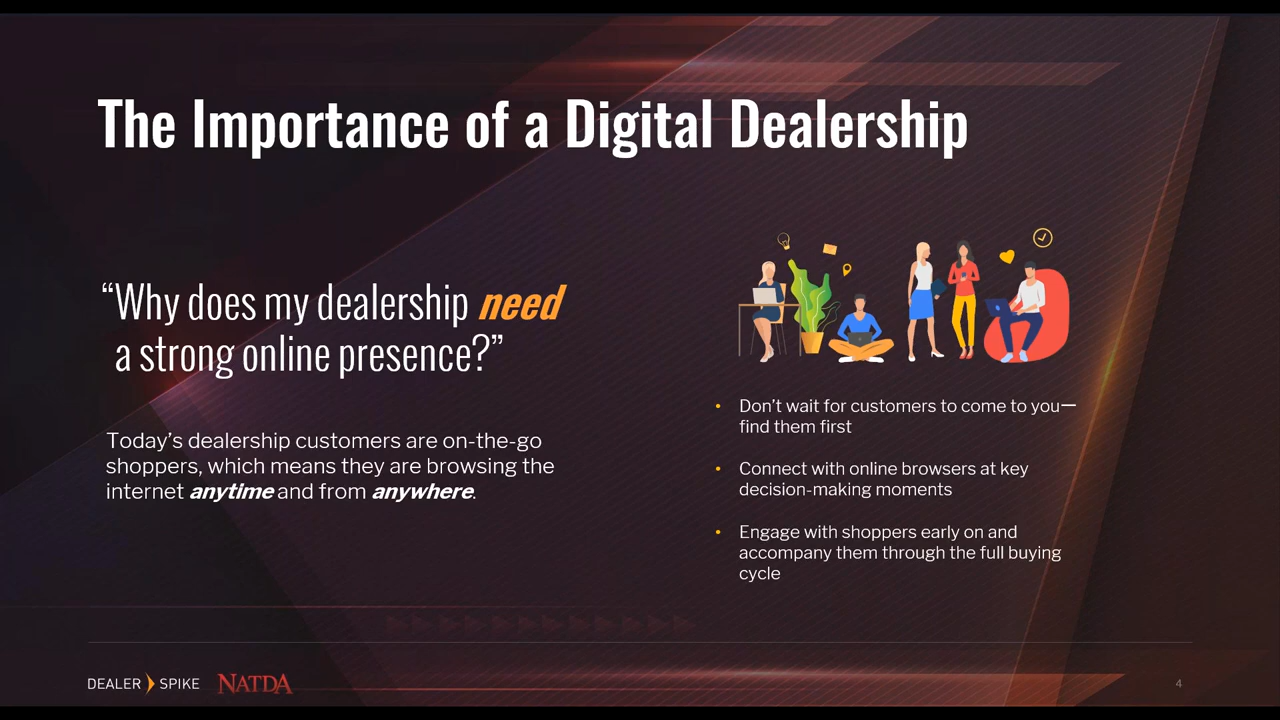 The Importance of a Digital Dealership
“Why does my dealership need
a strong online presence?”
Today’s dealership customers are on-the-go
shoppers, which means they are browsing the
internet anytime and from anywhere.
• Don’t wait for customers to come to you—
find them first
• Connect with online browsers at key
decision-making moments
• Engage with shoppers early on and
accompany them through the full buying
cycle
DEALER SPIKE NATDA
4